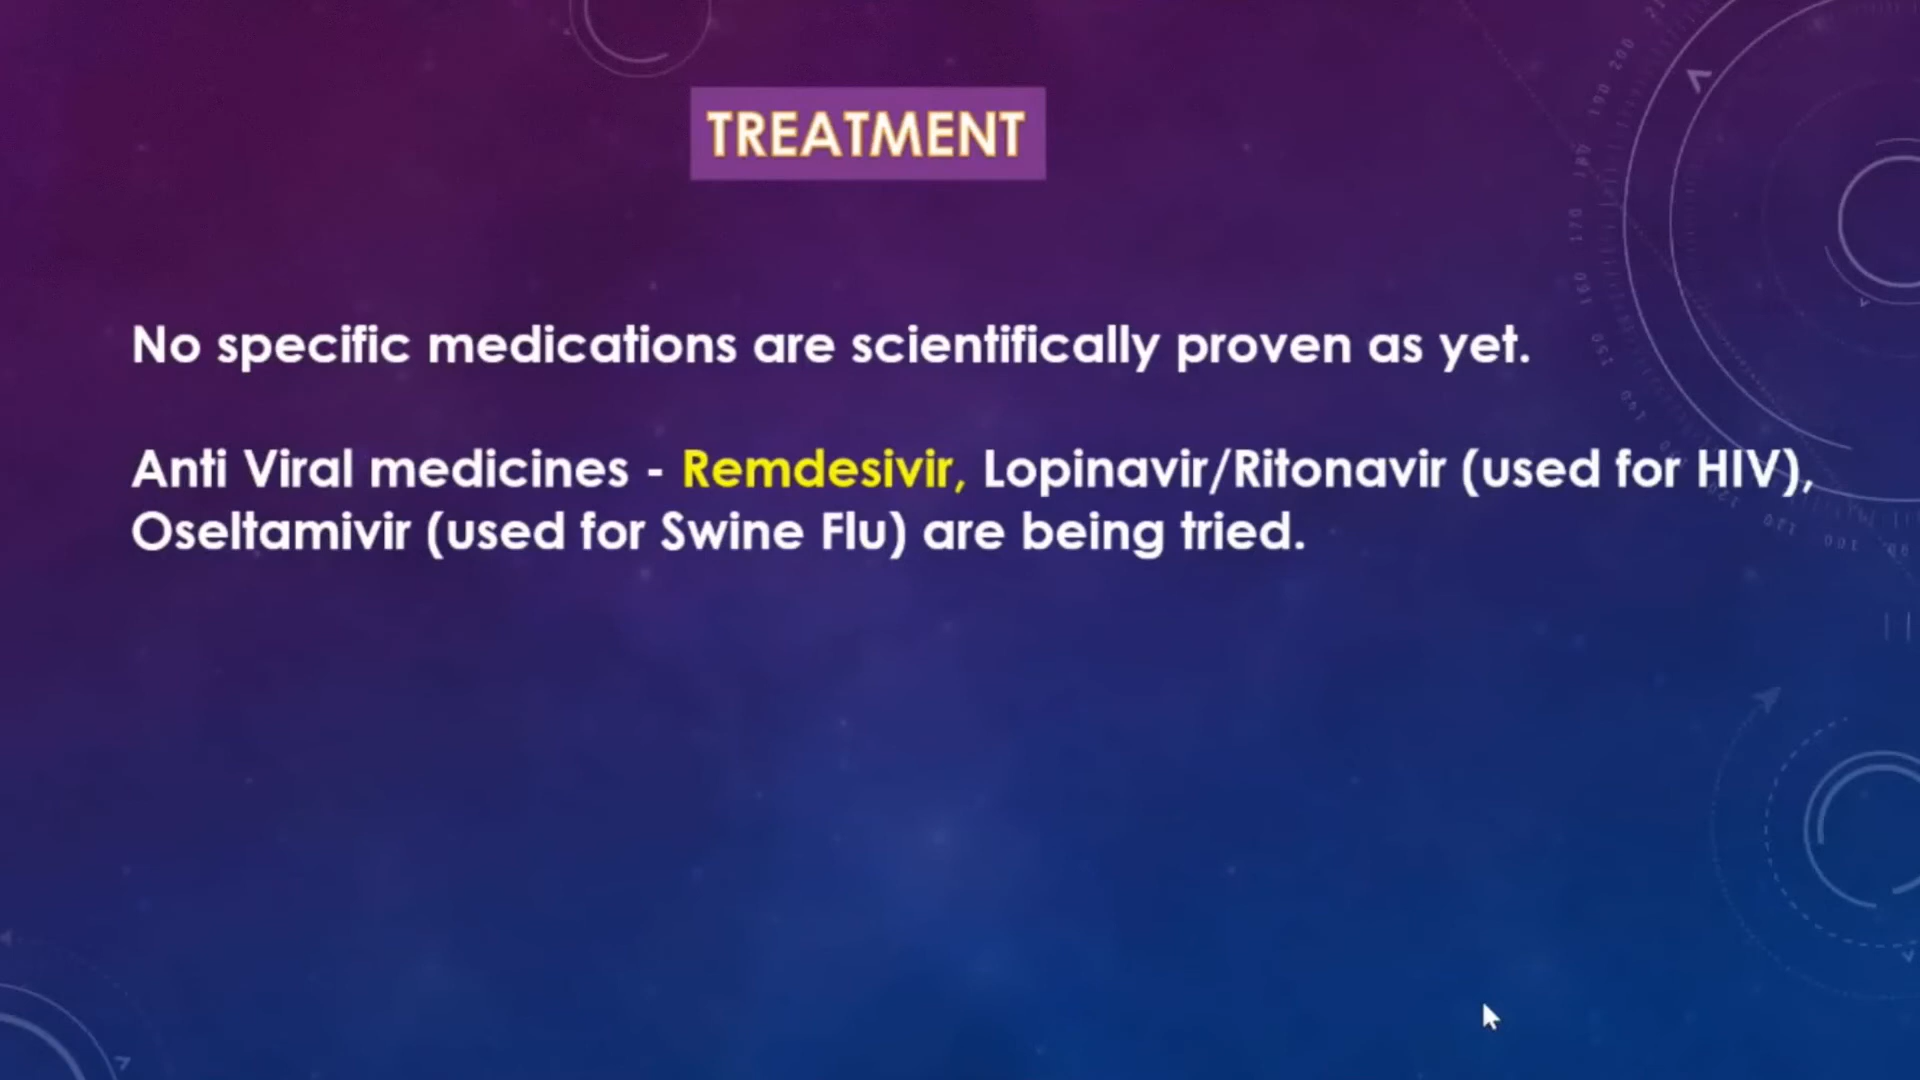 TREATMENT
No specific medications are scientifically proven as yet.
Anti Viral medicines - Remdesivir, Lopinavir/Ritonavir (used for HIV),
Oseltamivir (used for Swine Flu) are being tried.